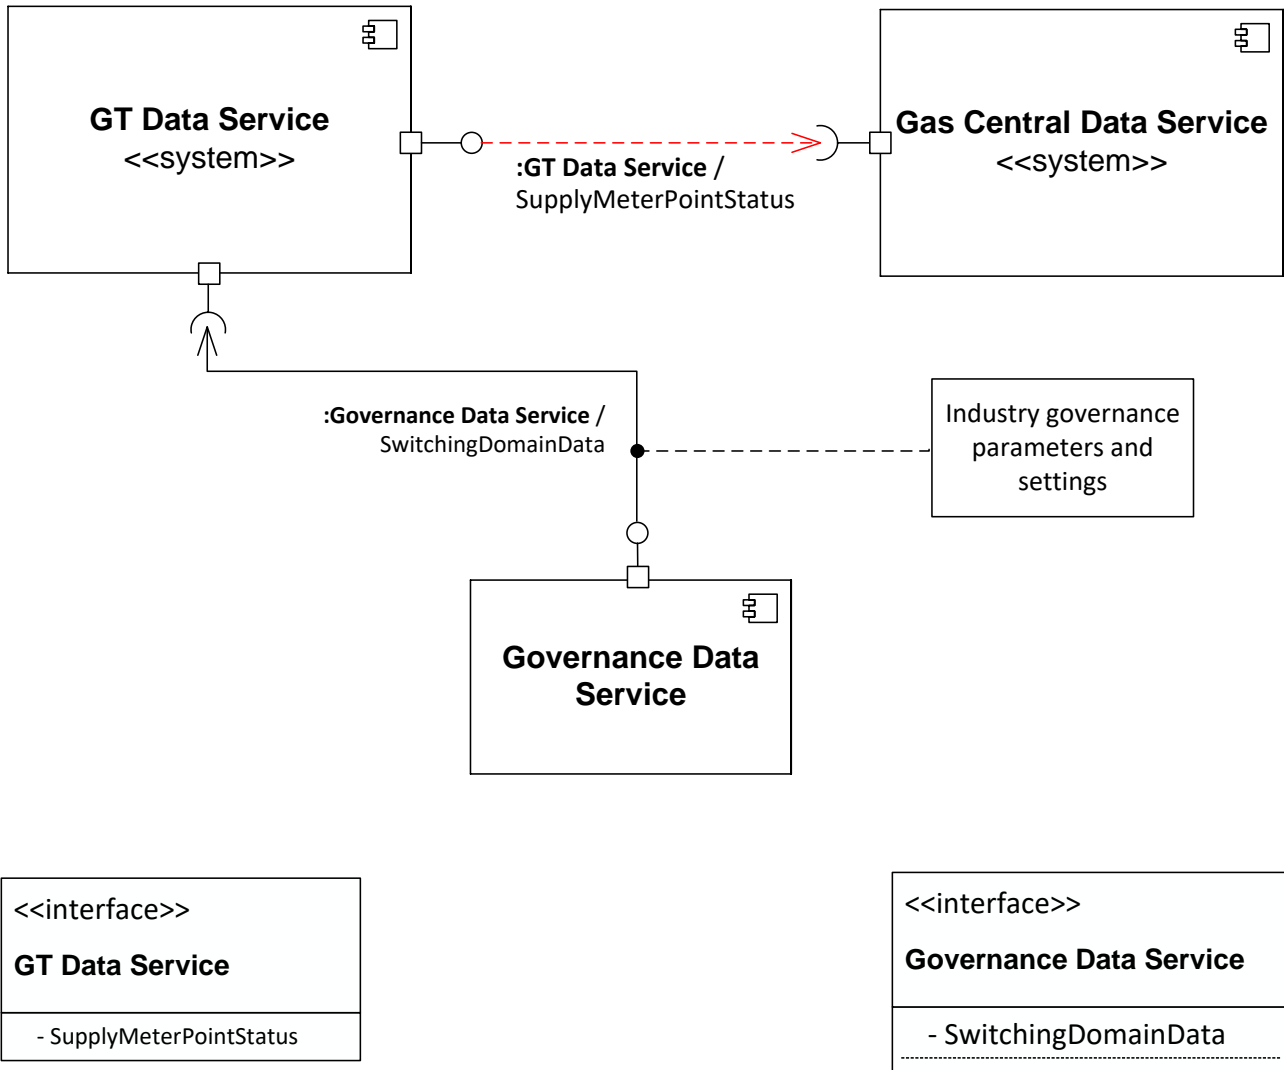 GT Data Service
<<system>>
Gas Central Data Service
<<system>>
:GT Data Service /
SupplyMeterPointStatus
:Governance Data Service /
SwitchingDomainData
Industry governance
parameters and
settings
Governance Data
Service
<<interface>>
GT Data Service
- SupplyMeterPointStatus
<<interface>>
Governance Data Service
- SwitchingDomainData